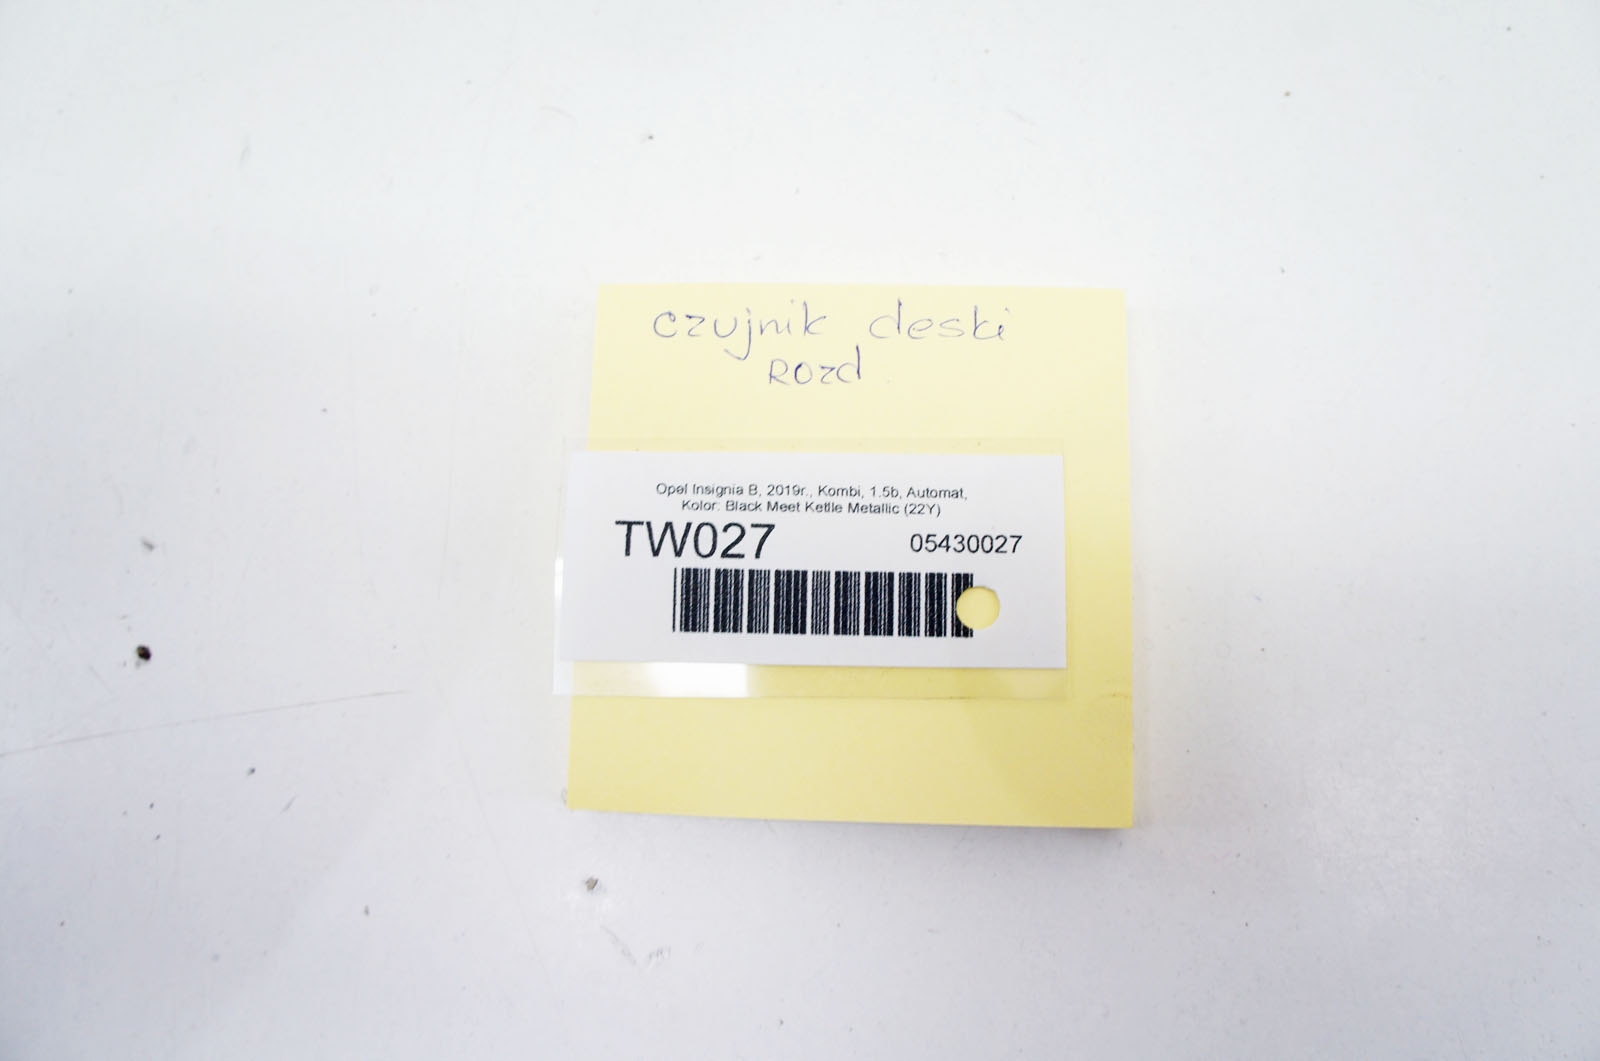 czujnik deski
Rozd
Opel Insignia B, 2019r., Kombi, 1.5b, Automat,
Kolor: Black Meet Kettle Metallic (22Y)
TW027
05430027